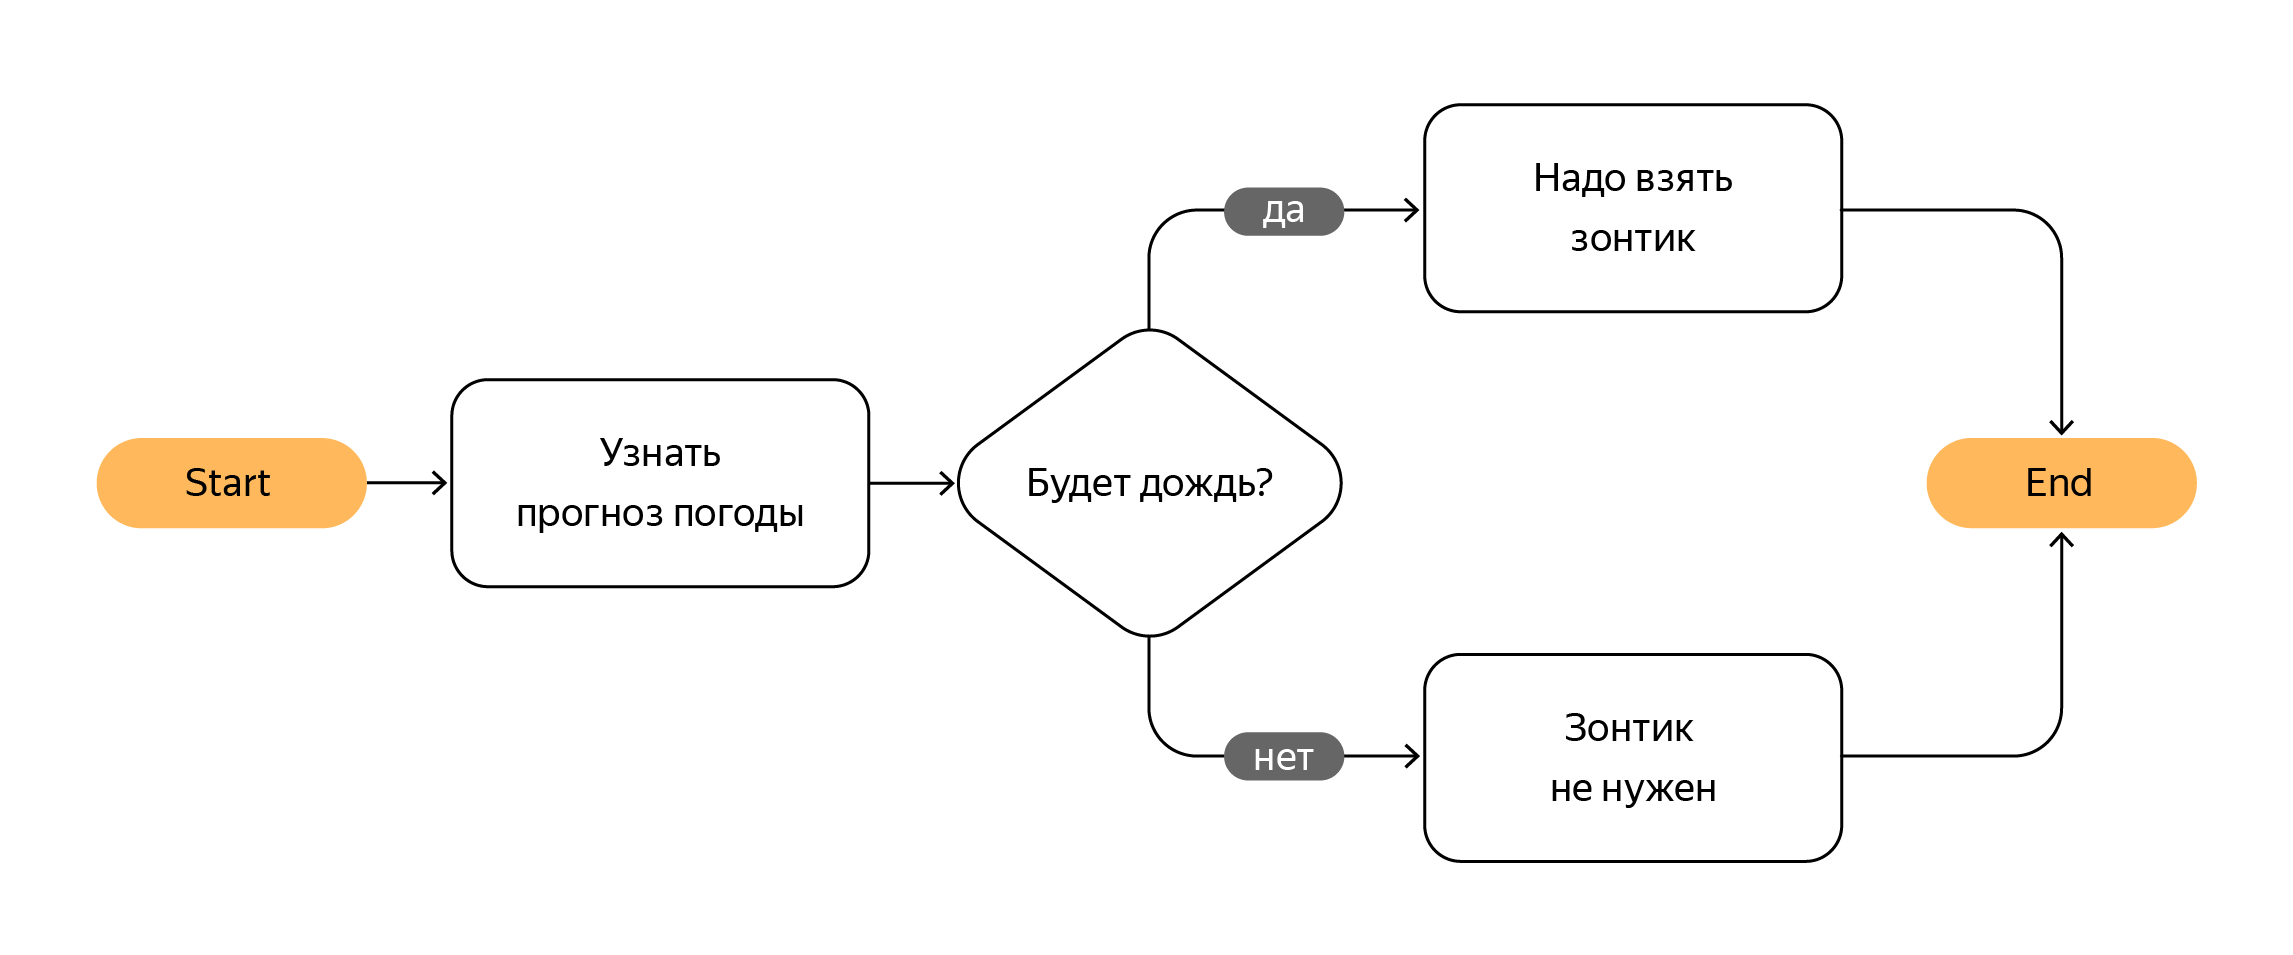 Start
Узнать
прогноз погоды
Будет дождь?
да
Надо взять
зонтик
нет
Зонтик
не нужен
End